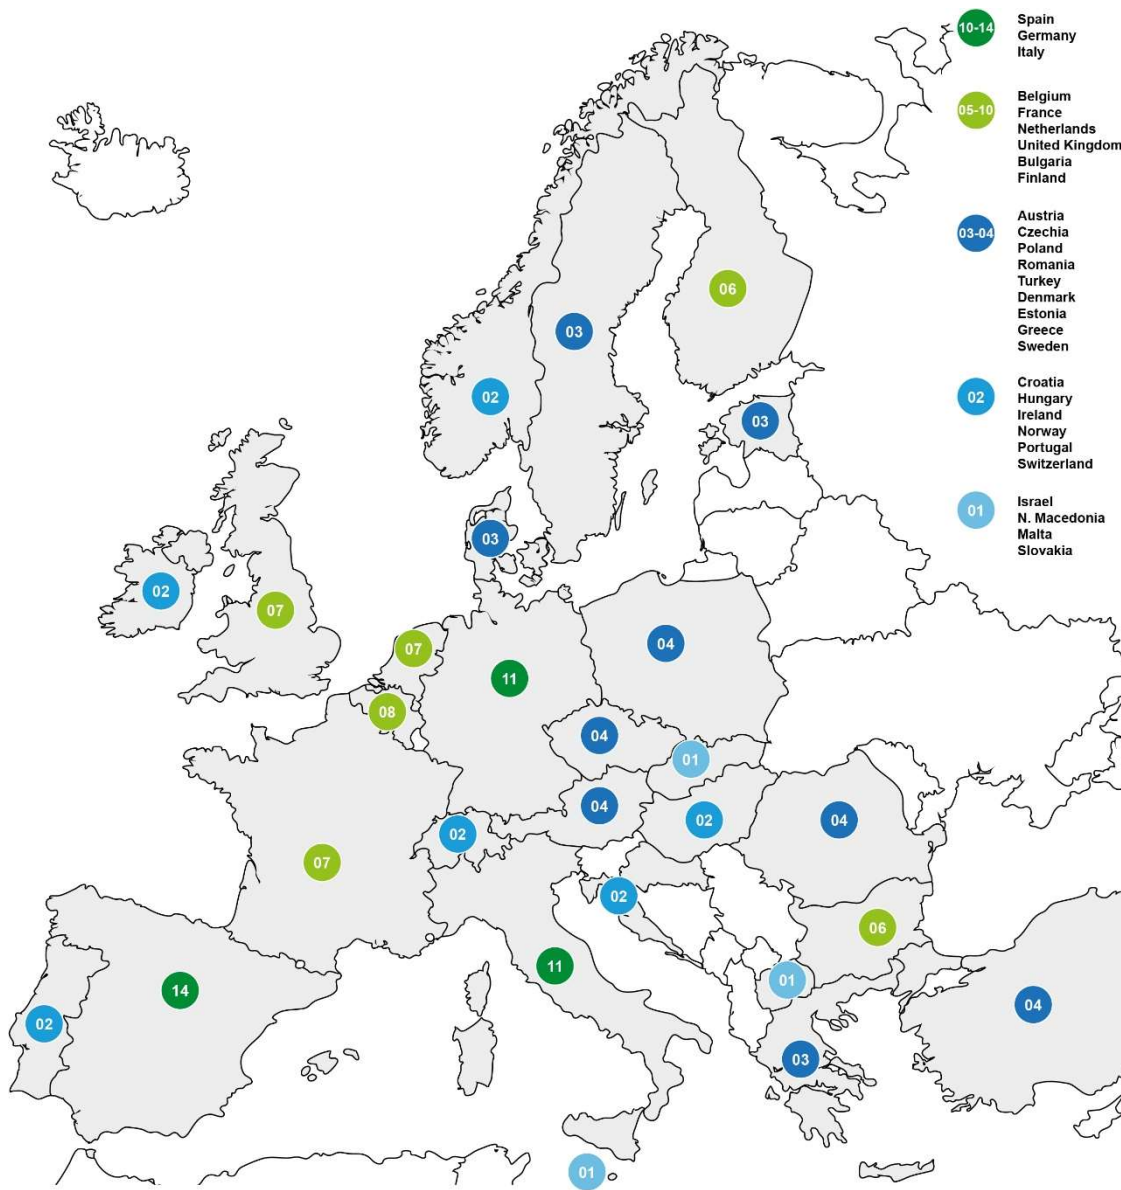 10-14
Spain
Germany
Italy
05-10
Belgium
France
Netherlands
United Kingdom
Bulgaria
Finland
03-04
Austria
Czechia
Poland
Romania
Turkey
Denmark
Estonia
Greece
Sweden
02
Croatia
Hungary
Ireland
Norway
Portugal
Switzerland
01
Israel
N. Macedonia
Malta
Slovakia
06
03
02
03
03
02
07
07
04
11
08
04
01
04
02
04
02
07
02
06
11
01
14
04
02
03
01